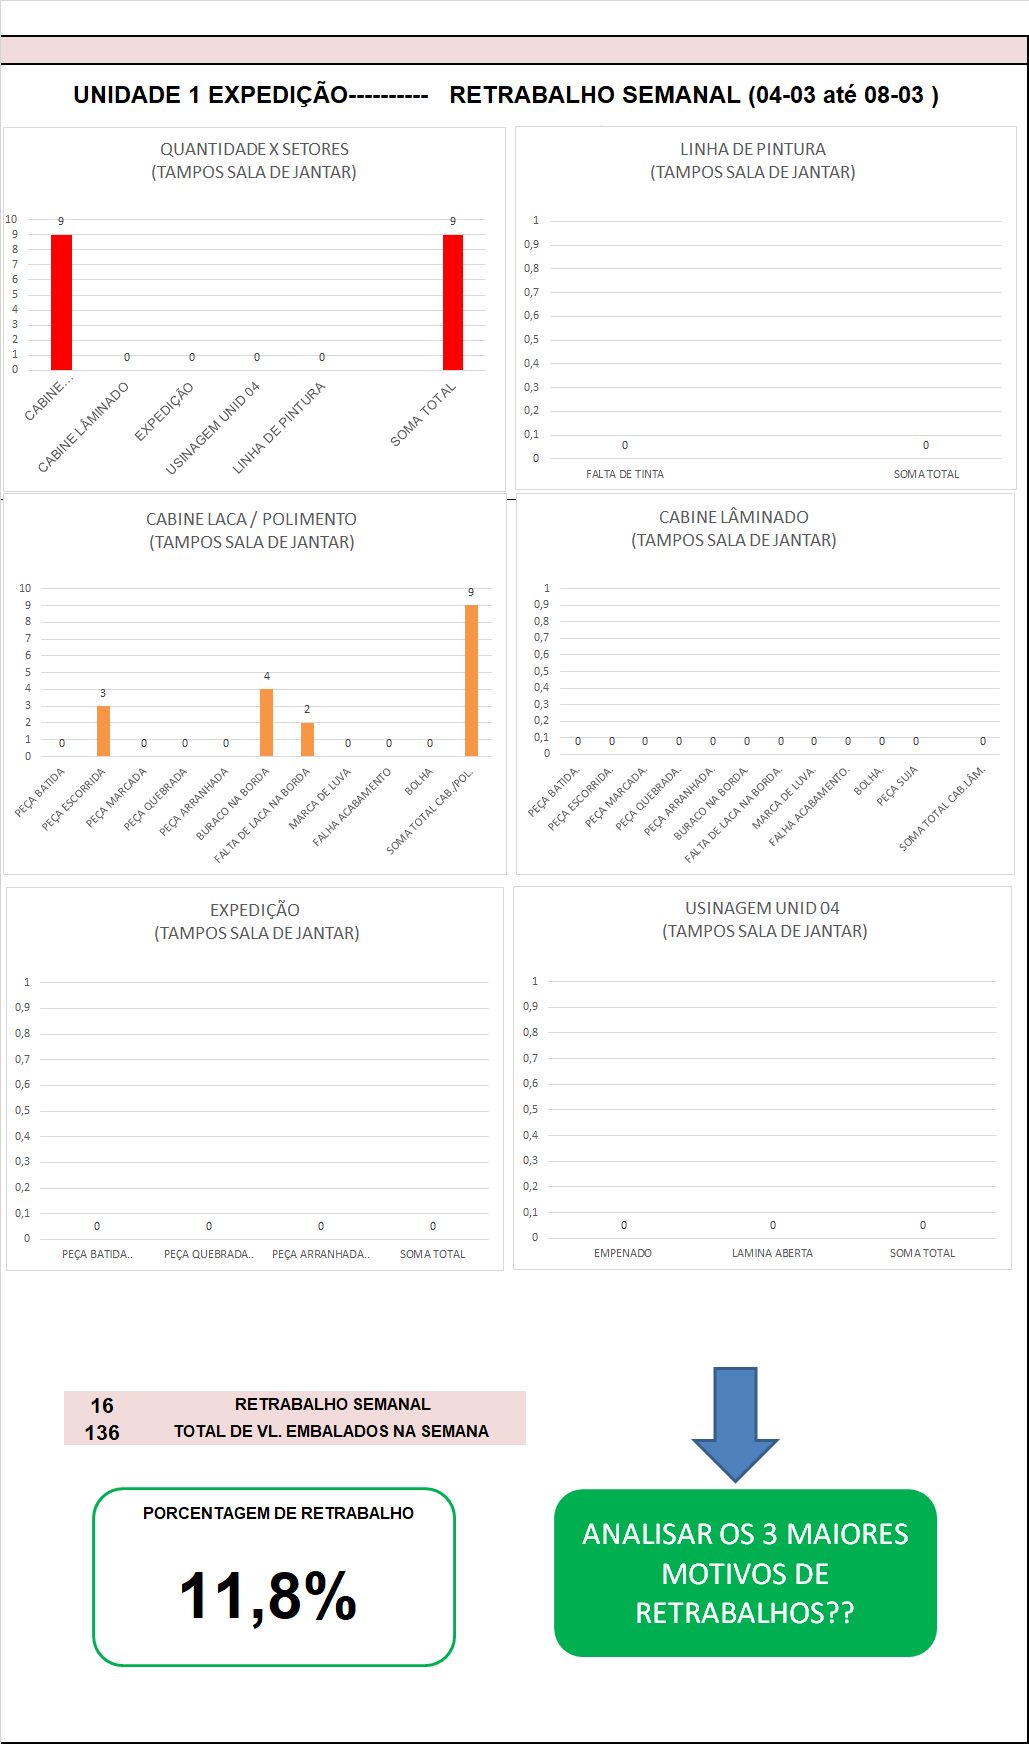 UNIDADE 1 EXPEDIÇÃO---------- RETRABALHO SEMANAL (04-03 até 08-03 )
QUANTIDADE X SETORES
(TAMPOS SALA DE JANTAR)
10
9
8
7
6
5
4
3
2
1
0
9
0
0
0
0
9
CABINE...
CABINE LÂMINADO
EXPEDIÇÃO
USINAGEM UNID 04
LINHA DE PINTURA
SOMA TOTAL
LINHA DE PINTURA
(TAMPOS SALA DE JANTAR)
1
0,9
0,8
0,7
0,6
0,5
0,4
0,3
0,2
0,1
0
0
0
FALTA DE TINTA
SOMA TOTAL
CABINE LACA / POLIMENTO
(TAMPOS SALA DE JANTAR)
10
9
8
7
6
5
4
3
2
1
0
0
3
0
0
0
4
2
0
0
0
9
PEÇA BATIDA
PEÇA ESCORRIDA
PEÇA MARCADA
PEÇA QUEBRADA
PEÇA ARRANHADA
BURACO NA BORDA
FALTA DE LACA NA BORDA
MARCA DE LUVA
FALHA ACABAMENTO
BOLHA
SOMA TOTAL CAB./POL.
CABINE LÂMINADO
(TAMPOS SALA DE JANTAR)
1
0,9
0,8
0,7
0,6
0,5
0,4
0,3
0,2
0,1
0
0
0
0
0
0
0
0
0
0
0
0
0
PEÇA BATIDA.
PEÇA ESCORRIDA.
PEÇA MARCADA.
PEÇA QUEBRADA.
PEÇA ARRANHADA.
BURACO NA BORDA.
FALTA DE LACA NA BORDA.
MARCA DE LUVA.
FALHA ACABAMENTO.
BOLHA.
PEÇA SUJA
SOMA TOTAL CAB.LÂM.
EXPEDIÇÃO
(TAMPOS SALA DE JANTAR)
1
0,9
0,8
0,7
0,6
0,5
0,4
0,3
0,2
0,1
0
0
0
0
0
PEÇA BATIDA..
PEÇA QUEBRADA..
PEÇA ARRANHADA..
SOMA TOTAL
USINAGEM UNID 04
(TAMPOS SALA DE JANTAR)
1
0,9
0,8
0,7
0,6
0,5
0,4
0,3
0,2
0,1
0
0
0
0
EMPENADO
LAMINA ABERTA
SOMA TOTAL
16 RETRABALHO SEMANAL
136 TOTAL DE VL. EMBALADOS NA SEMANA
PORCENTAGEM DE RETRABALHO
11,8%
ANALISAR OS 3 MAIORES
MOTIVOS DE
RETRABALHOS??